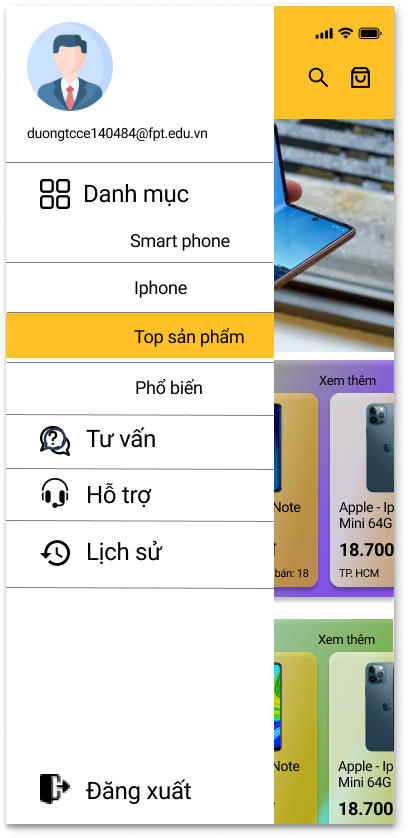 duongtcce140484@fpt.edu.vn
Danh mục
Smart phone
Iphone
Top sản phẩm
Phổ biến
Tư vấn
Hỗ trợ
Lịch sử
Đăng xuất
Xem thêm
Note
bán: 18
Apple - Ip
Mini 64G
18.700
TP. HCM
Xem thêm
Note
Apple - Ip
Mini 64G
18.700